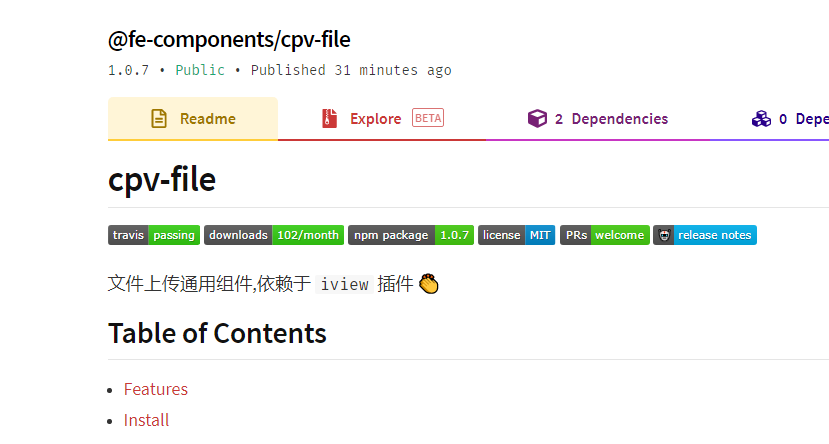 @fe-components/cpv-file
1.0.7 • Public • Published 31 minutes ago
Readme Explore BETA 2 Dependencies 0 Depe
cpv-file
travis passing downloads 102/month npm package 1.0.7 license MIT PRs welcome release notes
文件上传通用组件,依赖于 iview 插件 👏
Table of Contents
• Features
• Install